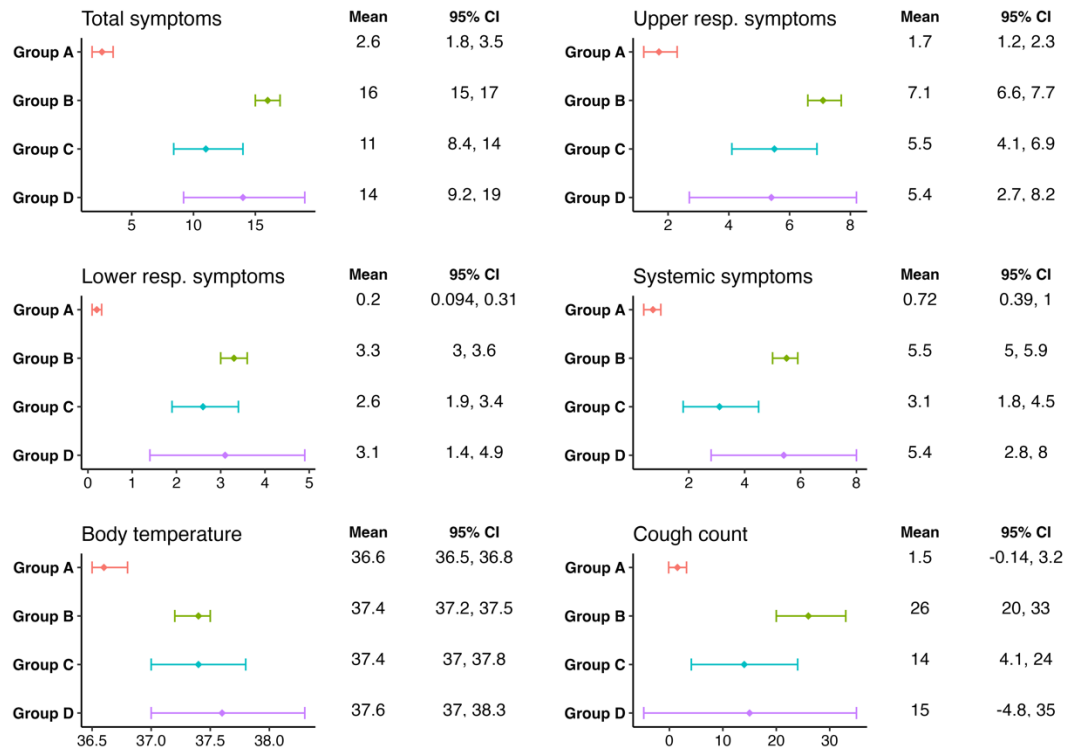 Total symptoms Mean 95% CI
Group A 2.6 1.8, 3.5
Group B 16 15, 17
Group C 11 8.4, 14
Group D 14 9.2, 19
5 10 15
Upper resp. symptoms Mean 95% CI
Group A 1.7 1.2, 2.3
Group B 7.1 6.6, 7.7
Group C 5.5 4.1, 6.9
Group D 5.4 2.7, 8.2
2 4 6 8
Lower resp. symptoms Mean 95% CI
Group A 0.2 0.094, 0.31
Group B 3.3 3, 3.6
Group C 2.6 1.9, 3.4
Group D 3.1 1.4, 4.9
0 1 2 3 4 5
Systemic symptoms Mean 95% CI
Group A 0.72 0.39, 1
Group B 5.5 5, 5.9
Group C 3.1 1.8, 4.5
Group D 5.4 2.8, 8
2 4 6 8
Body temperature Mean 95% CI
Group A 36.6 36.5, 36.8
Group B 37.4 37.2, 37.5
Group C 37.4 37, 37.8
Group D 37.6 37, 38.3
36.5 37.0 37.5 38.0
Cough count Mean 95% CI
Group A 1.5 -0.14, 3.2
Group B 26 20, 33
Group C 14 4.1, 24
Group D 15 -4.8, 35
0 10 20 30